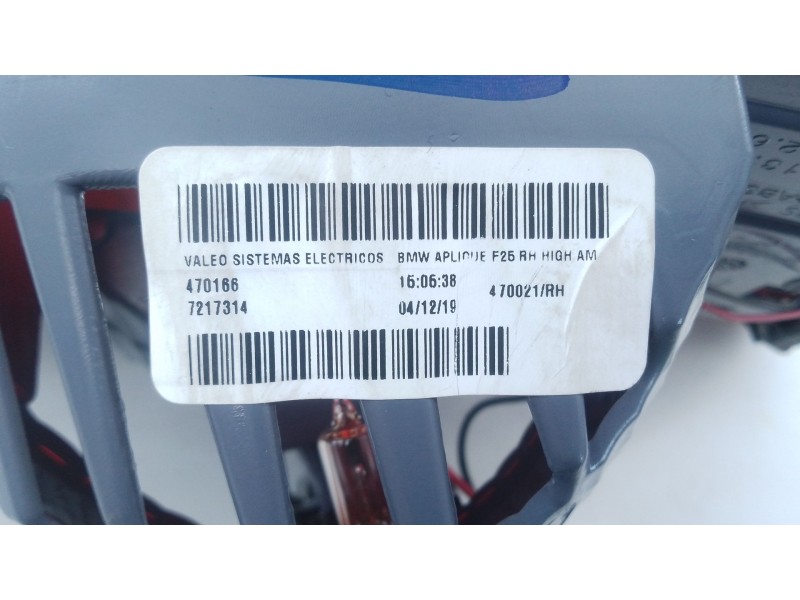 VALEO SISTEMAS ELECTRICOS BMW APLIQUE F25 RH HIGH AM
470166 15:05:38 470021/RH
7217314 04/12/19